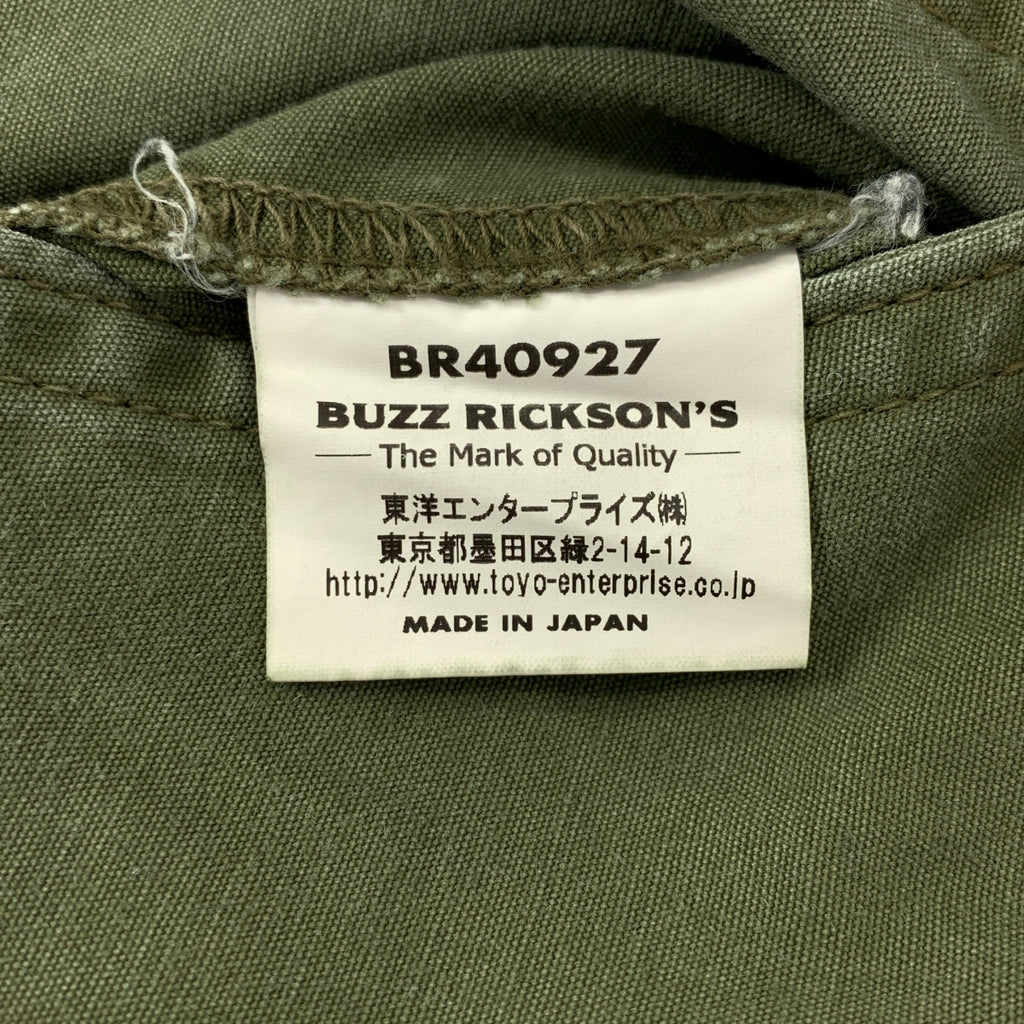 BR40927
BUZZ RICKSON'S
The Mark of Quality
東洋エンタープライズ㈱
東京都墨田区緑2-14-12
http://www.toyo-enterprise.co.jp
MADE IN JAPAN